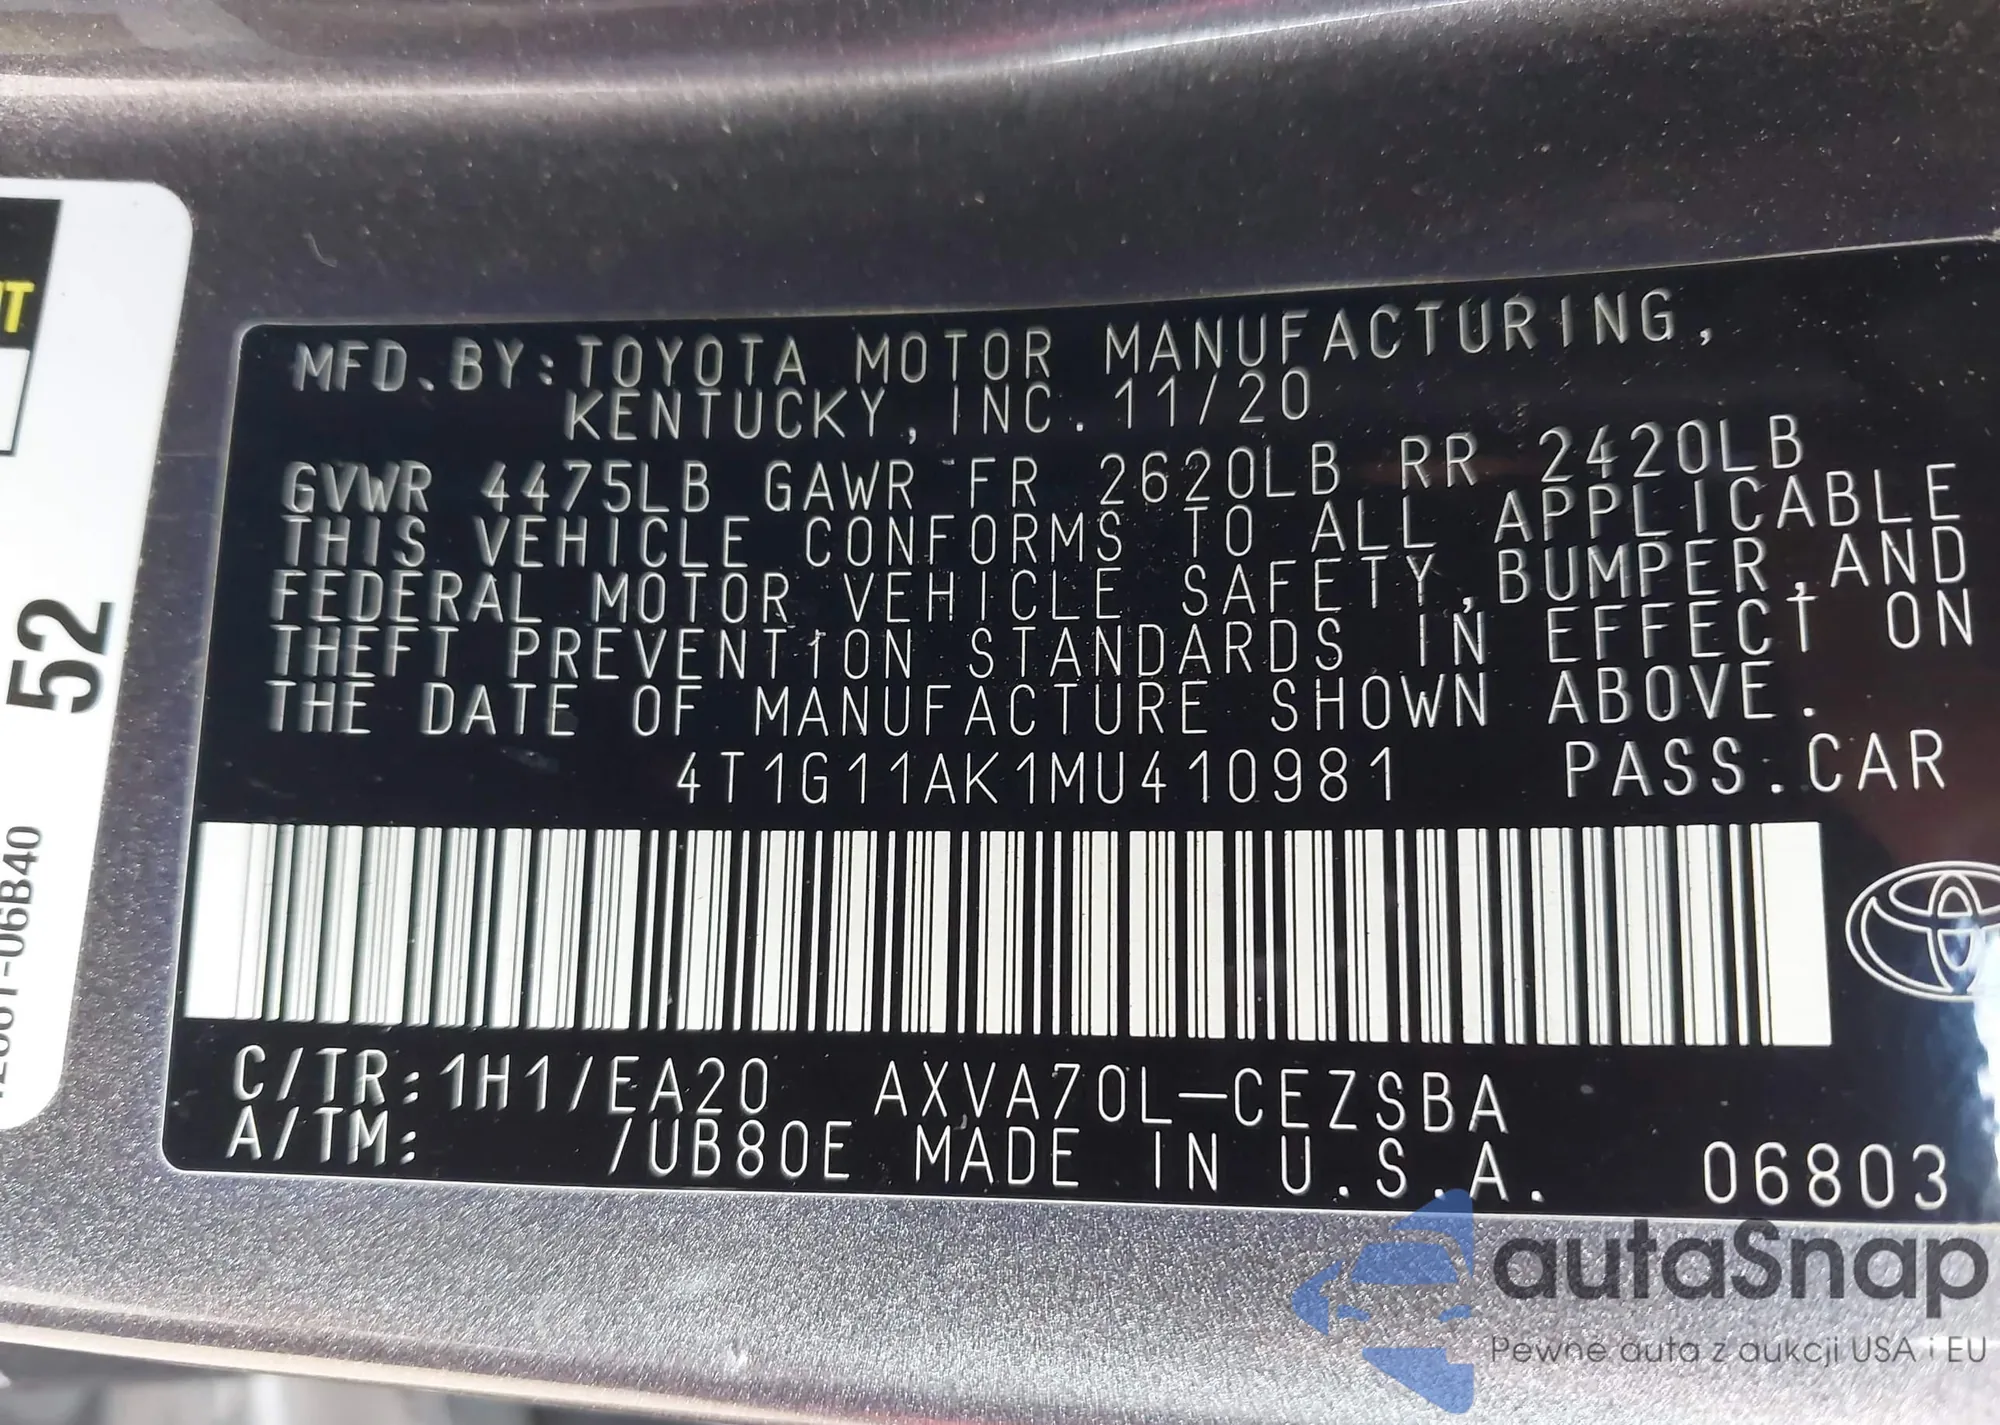 MFD.BY:TOYOTA MOTOR MANUFACTURING,
KENTUCKY,INC. 11/20
GVWR 4475LB GAWR FR 2620LB RR 2420LB
THIS VEHICLE CONFORMS TO ALL APPLICABLE
FEDERAL MOTOR VEHICLE SAFETY,BUMPER,AND
THEFT PREVENTION STANDARDS IN EFFECT ON
THE DATE OF MANUFACTURE SHOWN ABOVE.
4T1G11AK1MU410981 PASS.CAR
C/TR:1H1/EA20 AXVA70L-CEZSBA
A/TM: /UB80E MADE IN U.S.A. 06803
52
autaSnap
Pewne auta z aukcji USA i EU